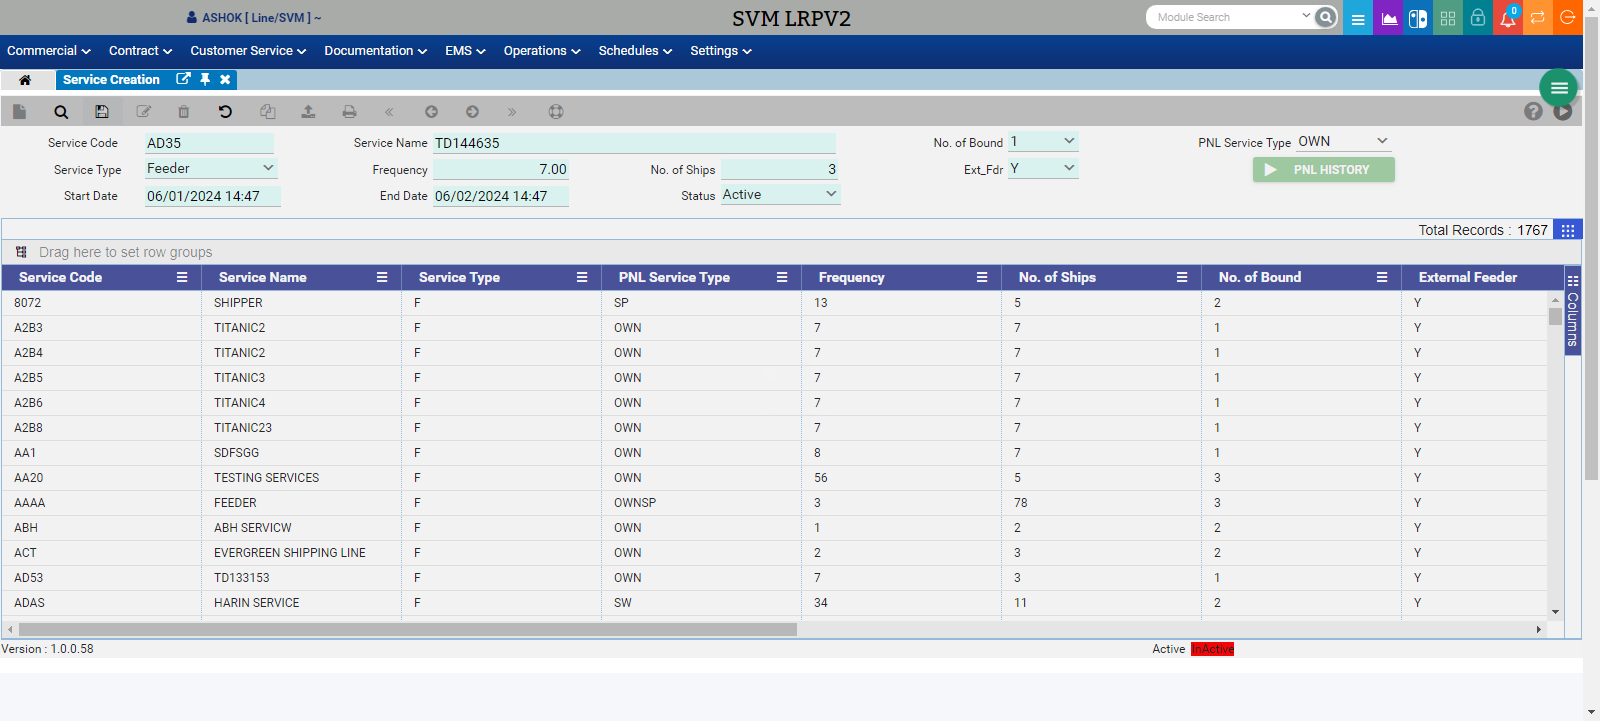 ASHOK [ Line/SVM ] ~
SVM LRPV2
Module Search
0
Commercial Contract Customer Service Documentation EMS Operations Schedules Settings
Service Creation
Service Code AD35 Service Name TD144635 No. of Bound 1 PNL Service Type OWN
Service Type Feeder Frequency 7.00 No. of Ships 3 Ext_Fdr Y PNL HISTORY
Start Date 06/01/2024 14:47 End Date 06/02/2024 14:47 Status Active
Total Records : 1767
Drag here to set row groups
Service Code Service Name Service Type PNL Service Type Frequency No. of Ships No. of Bound External Feeder
Columns
8072 SHIPPER F SP 13 5 2 Y
A2B3 TITANIC2 F OWN 7 7 1 Y
A2B4 TITANIC2 F OWN 7 7 1 Y
A2B5 TITANIC3 F OWN 7 7 1 Y
A2B6 TITANIC4 F OWN 7 7 1 Y
A2B8 TITANIC23 F OWN 7 7 1 Y
AA1 SDFSGG F OWN 8 7 1 Y
AA20 TESTING SERVICES F OWN 56 5 3 Y
AAAA FEEDER F OWNSP 3 78 3 Y
ABH ABH SERVICW F OWN 1 2 2 Y
ACT EVERGREEN SHIPPING LINE F OWN 2 3 2 Y
AD53 TD133153 F OWN 7 3 1 Y
ADAS HARIN SERVICE F SW 34 11 2 Y
Version : 1.0.0.58
Active InActive